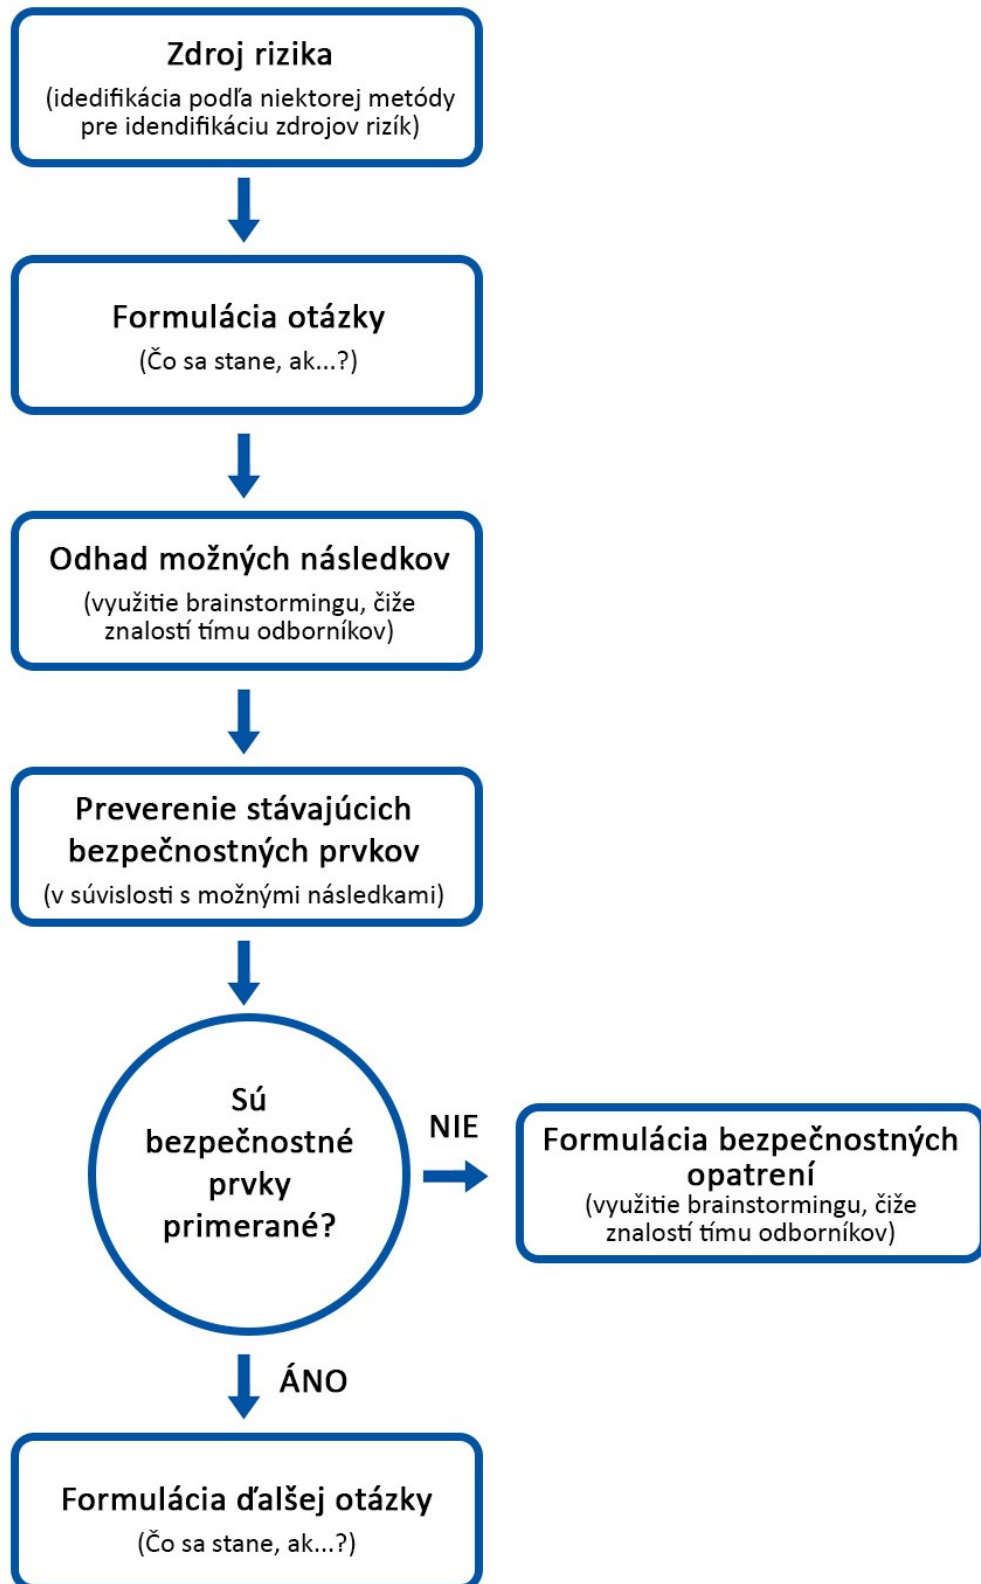 Zdroj rizika
(idedifikácia podľa niektorej metódy
pre idendifikáciu zdrojov rizík)
Formulácia otázky
(Čo sa stane, ak...?)
Odhad možných následkov
(využitie brainstormingu, čiže
znalostí tímu odborníkov)
Preverenie stávajúcich
bezpečnostných prvkov
(v súvislosti s možnými následkami)
Sú
bezpečnostné
prvky
primerané?
NIE
Formulácia bezpečnostných
opatrení
(využitie brainstormingu, čiže
znalostí tímu odborníkov)
ÁNO
Formulácia ďalšej otázky
(Čo sa stane, ak...?)